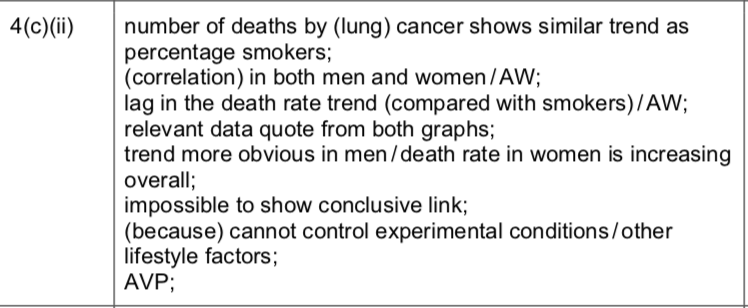 4(c)(ii)
number of deaths by (lung) cancer shows similar trend as
percentage smokers;
(correlation) in both men and women/AW;
lag in the death rate trend (compared with smokers)/AW;
relevant data quote from both graphs;
trend more obvious in men/death rate in women is increasing
overall;
impossible to show conclusive link;
(because) cannot control experimental conditions/other
lifestyle factors;
AVP;